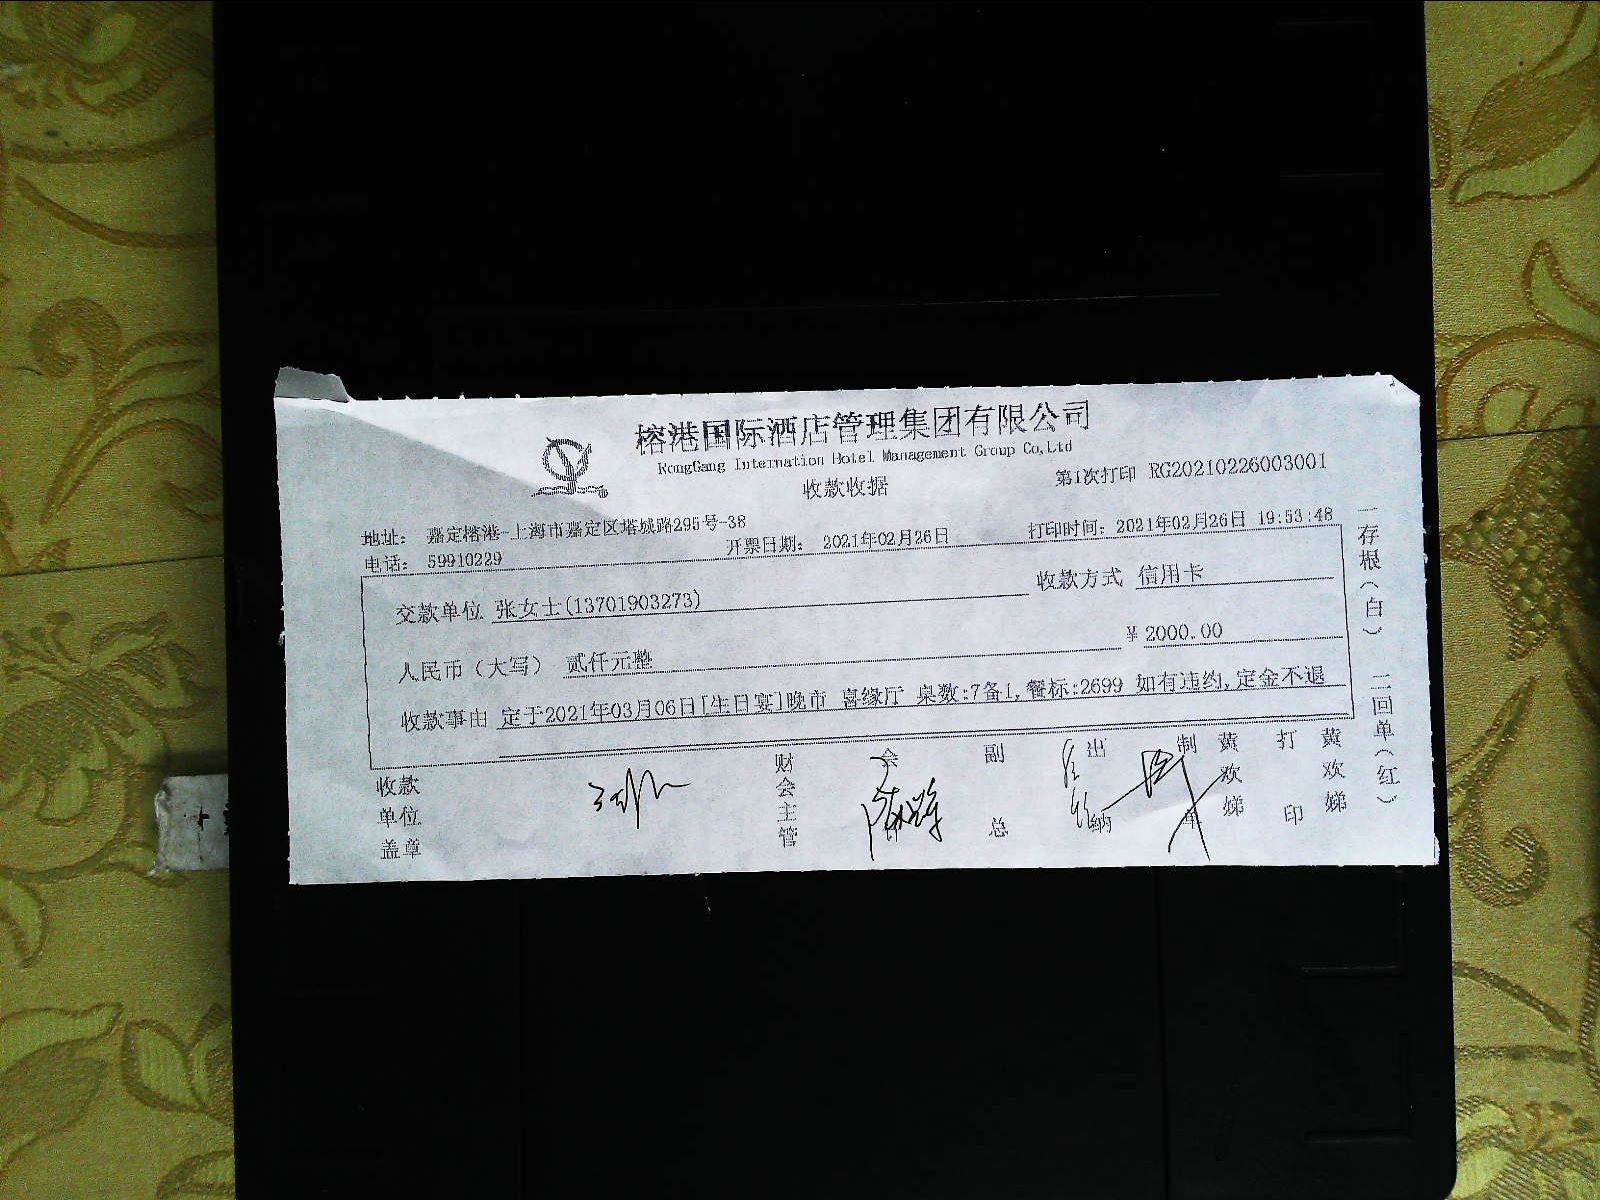 榕港国际酒店管理集团有限公司
RongGang Internation Hotel Management Group Co,Ltd
收款收据
第1次打印 RG20210226003001
地址: 嘉定榕港-上海市嘉定区塔城路295号-38
电话: 59910229
开票日期: 2021年02月26日
打印时间: 2021年02月26日 19:53:48
交款单位 张女士(13701903273)
收款方式 信用卡
人民币（大写） 贰仟元整
¥ 2000.00
收款事由 定于2021年03月06日[生日宴]晚市 喜缘厅 桌数:7备1,餐标:2699 如有违约,定金不退
收款单位盖章
财会主管
会
副总
出纳
制单
黄欢娣
打印
黄欢娣
一存根(白)
二回单(红)